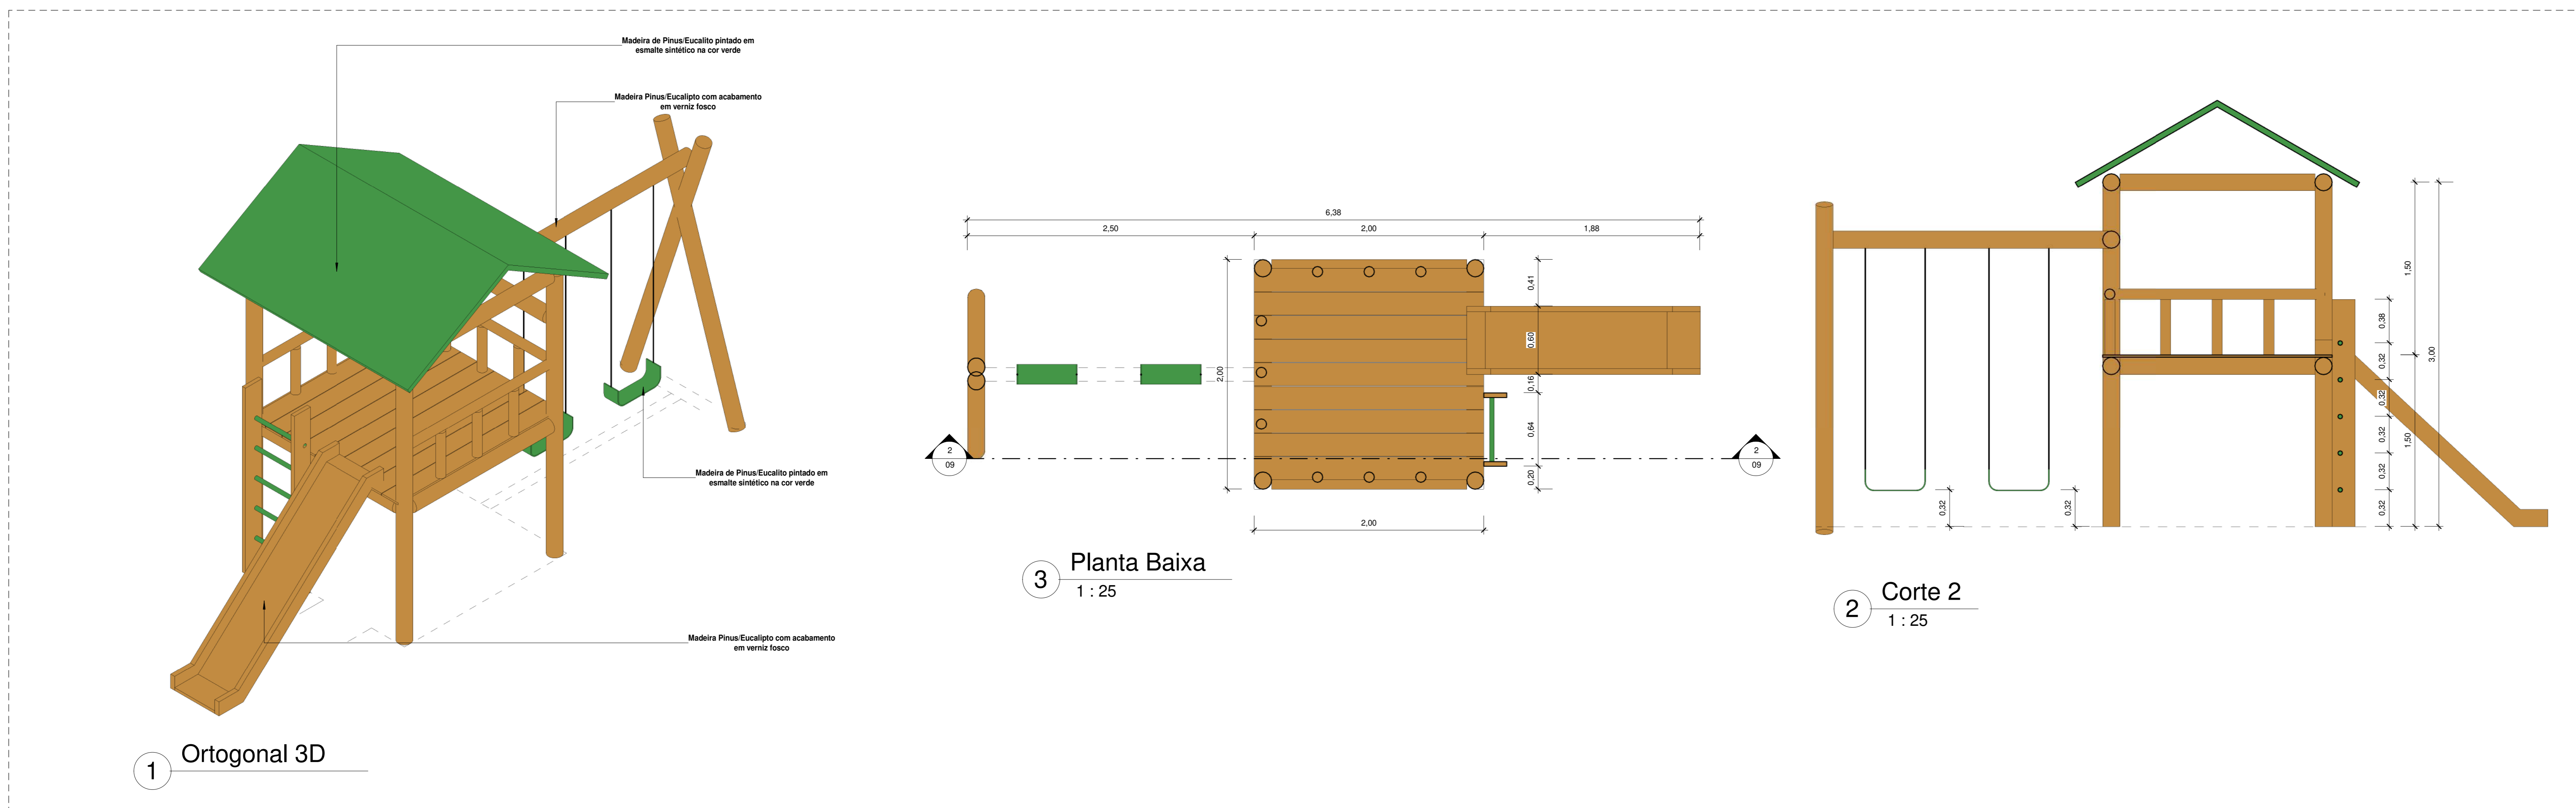 Madeira de Pinus/Eucalito pintado em
esmalte sintético na cor verde
Madeira Pinus/Eucalipto com acabamento
em verniz fosco
Madeira de Pinus/Eucalito pintado em
esmalte sintético na cor verde
Madeira Pinus/Eucalipto com acabamento
em verniz fosco
1
Ortogonal 3D
6,38
2,50
2,00
1,88
2,00
0,41
0,60
0,16
0,64
0,20
2
09
2
09
2,00
3
Planta Baixa
1 : 25
1,50
3,00
1,50
0,38
0,32
0,32
0,32
0,32
0,32
0,32
0,32
2
Corte 2
1 : 25